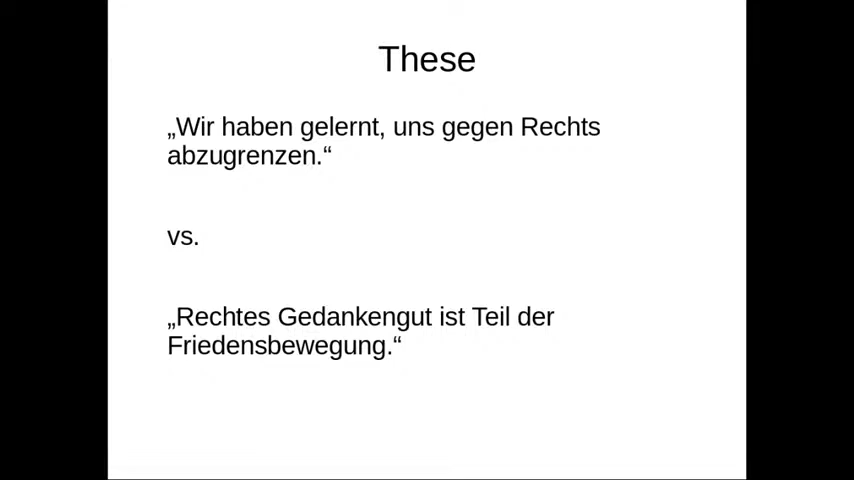 These
„Wir haben gelernt, uns gegen Rechts
abzugrenzen.“
vs.
„Rechtes Gedankengut ist Teil der
Friedensbewegung.“